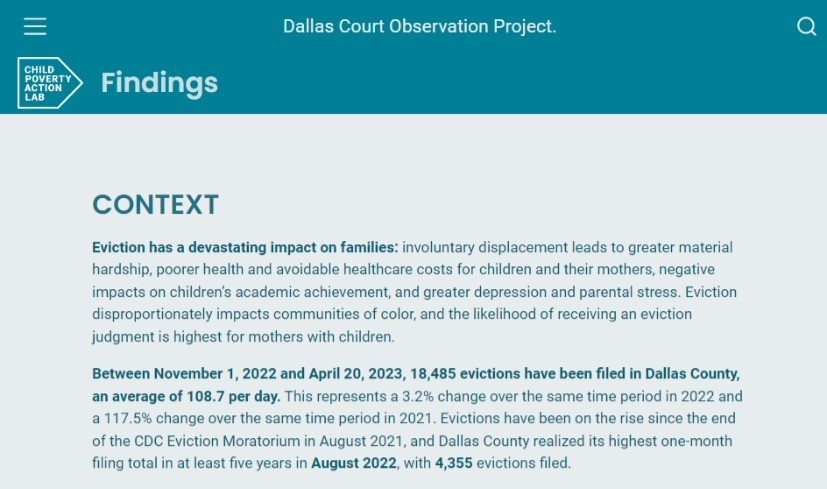 Dallas Court Observation Project.
CHILD
POVERTY
ACTION
LAB
Findings
CONTEXT
Eviction has a devastating impact on families: involuntary displacement leads to greater material
hardship, poorer health and avoidable healthcare costs for children and their mothers, negative
impacts on children's academic achievement, and greater depression and parental stress. Eviction
disproportionately impacts communities of color, and the likelihood of receiving an eviction
judgment is highest for mothers with children.
Between November 1, 2022 and April 20, 2023, 18,485 evictions have been filed in Dallas County,
an average of 108.7 per day. This represents a 3.2% change over the same time period in 2022 and
a 117.5% change over the same time period in 2021. Evictions have been on the rise since the end
of the CDC Eviction Moratorium in August 2021, and Dallas County realized its highest one-month
filing total in at least five years in August 2022, with 4,355 evictions filed.